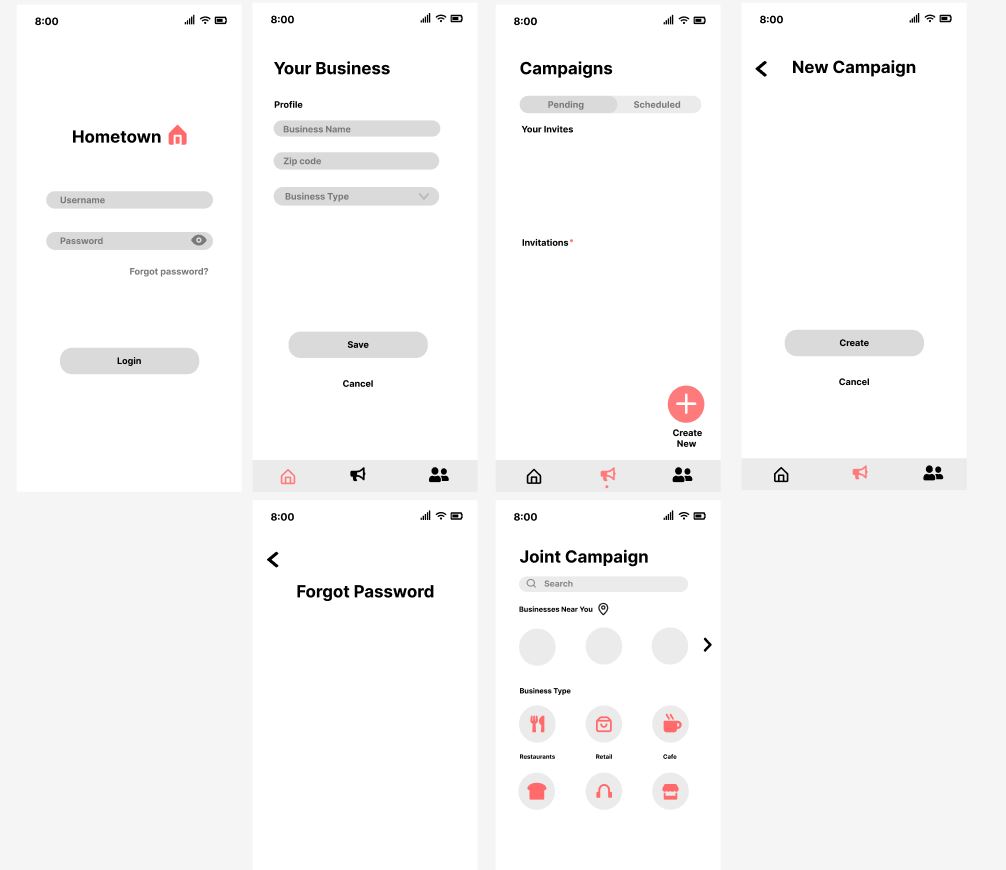 8:00
Hometown
Username
Password
Forgot password?
Login
8:00
Your Business
Profile
Business Name
Zip code
Business Type
Save
Cancel
8:00
Campaigns
Pending
Scheduled
Your Invites
Invitations*
Create
New
8:00
New Campaign
Create
Cancel
8:00
Forgot Password
8:00
Joint Campaign
Search
Businesses Near You
Business Type
Restaurants
Retail
Cafe